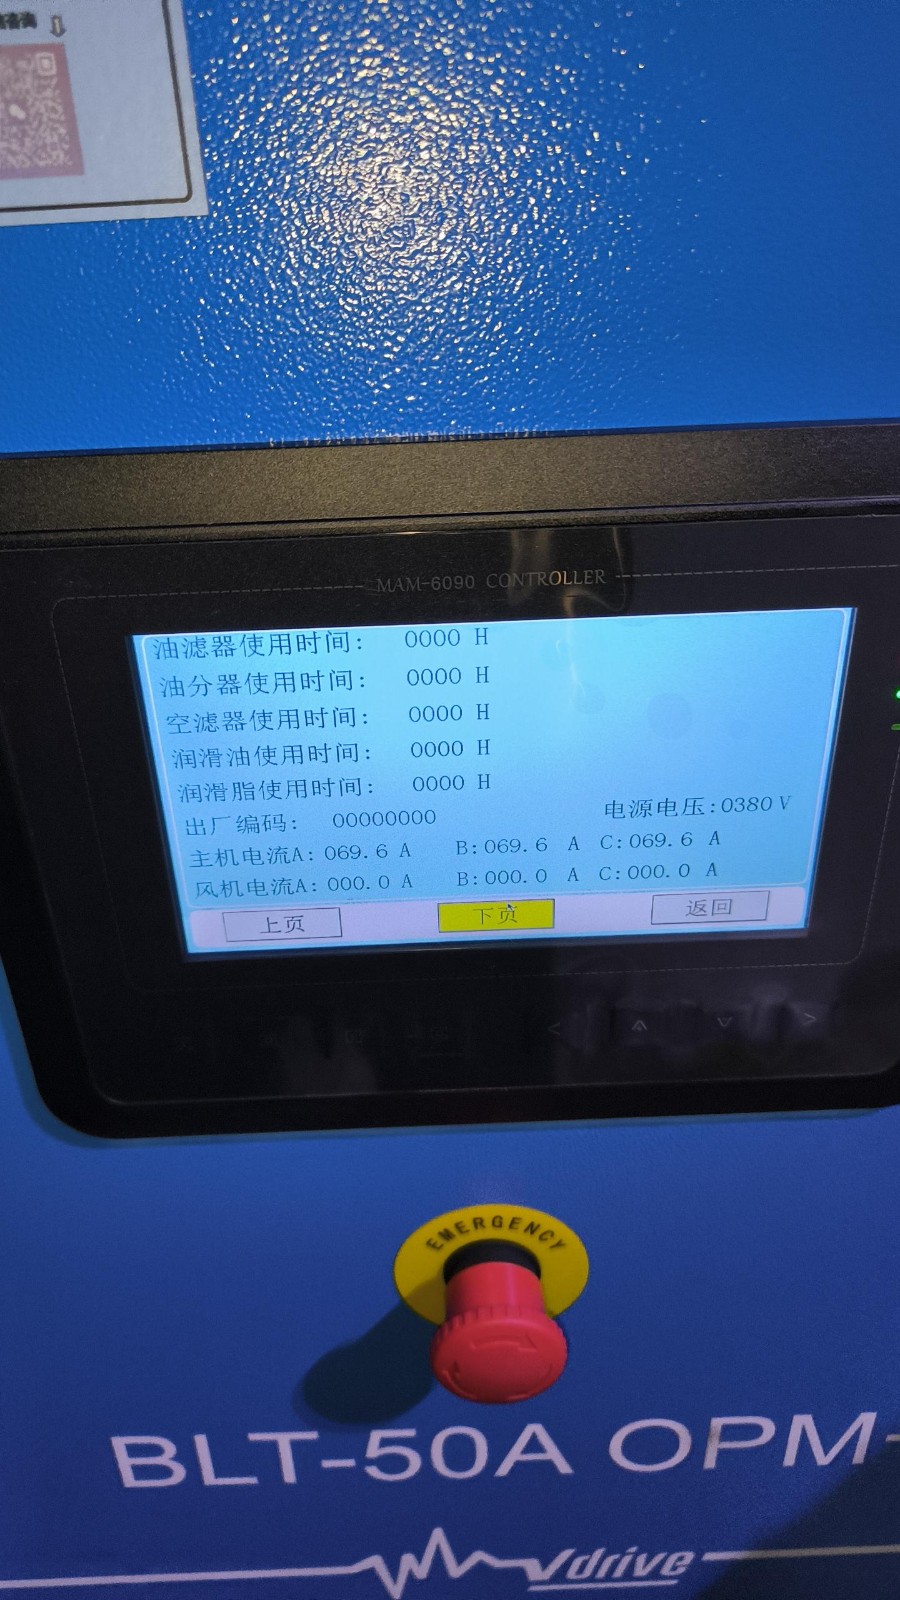 咨询
MAM-6090 CONTROLLER
油滤器使用时间: 0000 H
油分器使用时间: 0000 H
空滤器使用时间: 0000 H
润滑油使用时间: 0000 H
润滑脂使用时间: 0000 H
出厂编码: 00000000 电源电压:0380 V
主机电流A: 069.6 A B:069.6 A C:069.6 A
风机电流A: 000.0 A B:000.0 A C:000.0 A
上页 下页 返回
EMERGENCY
BLT-50A OPM-
Vdrive